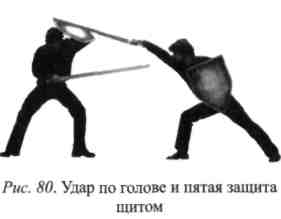 Рис. 80. Удар по голове и пятая защита
щитом